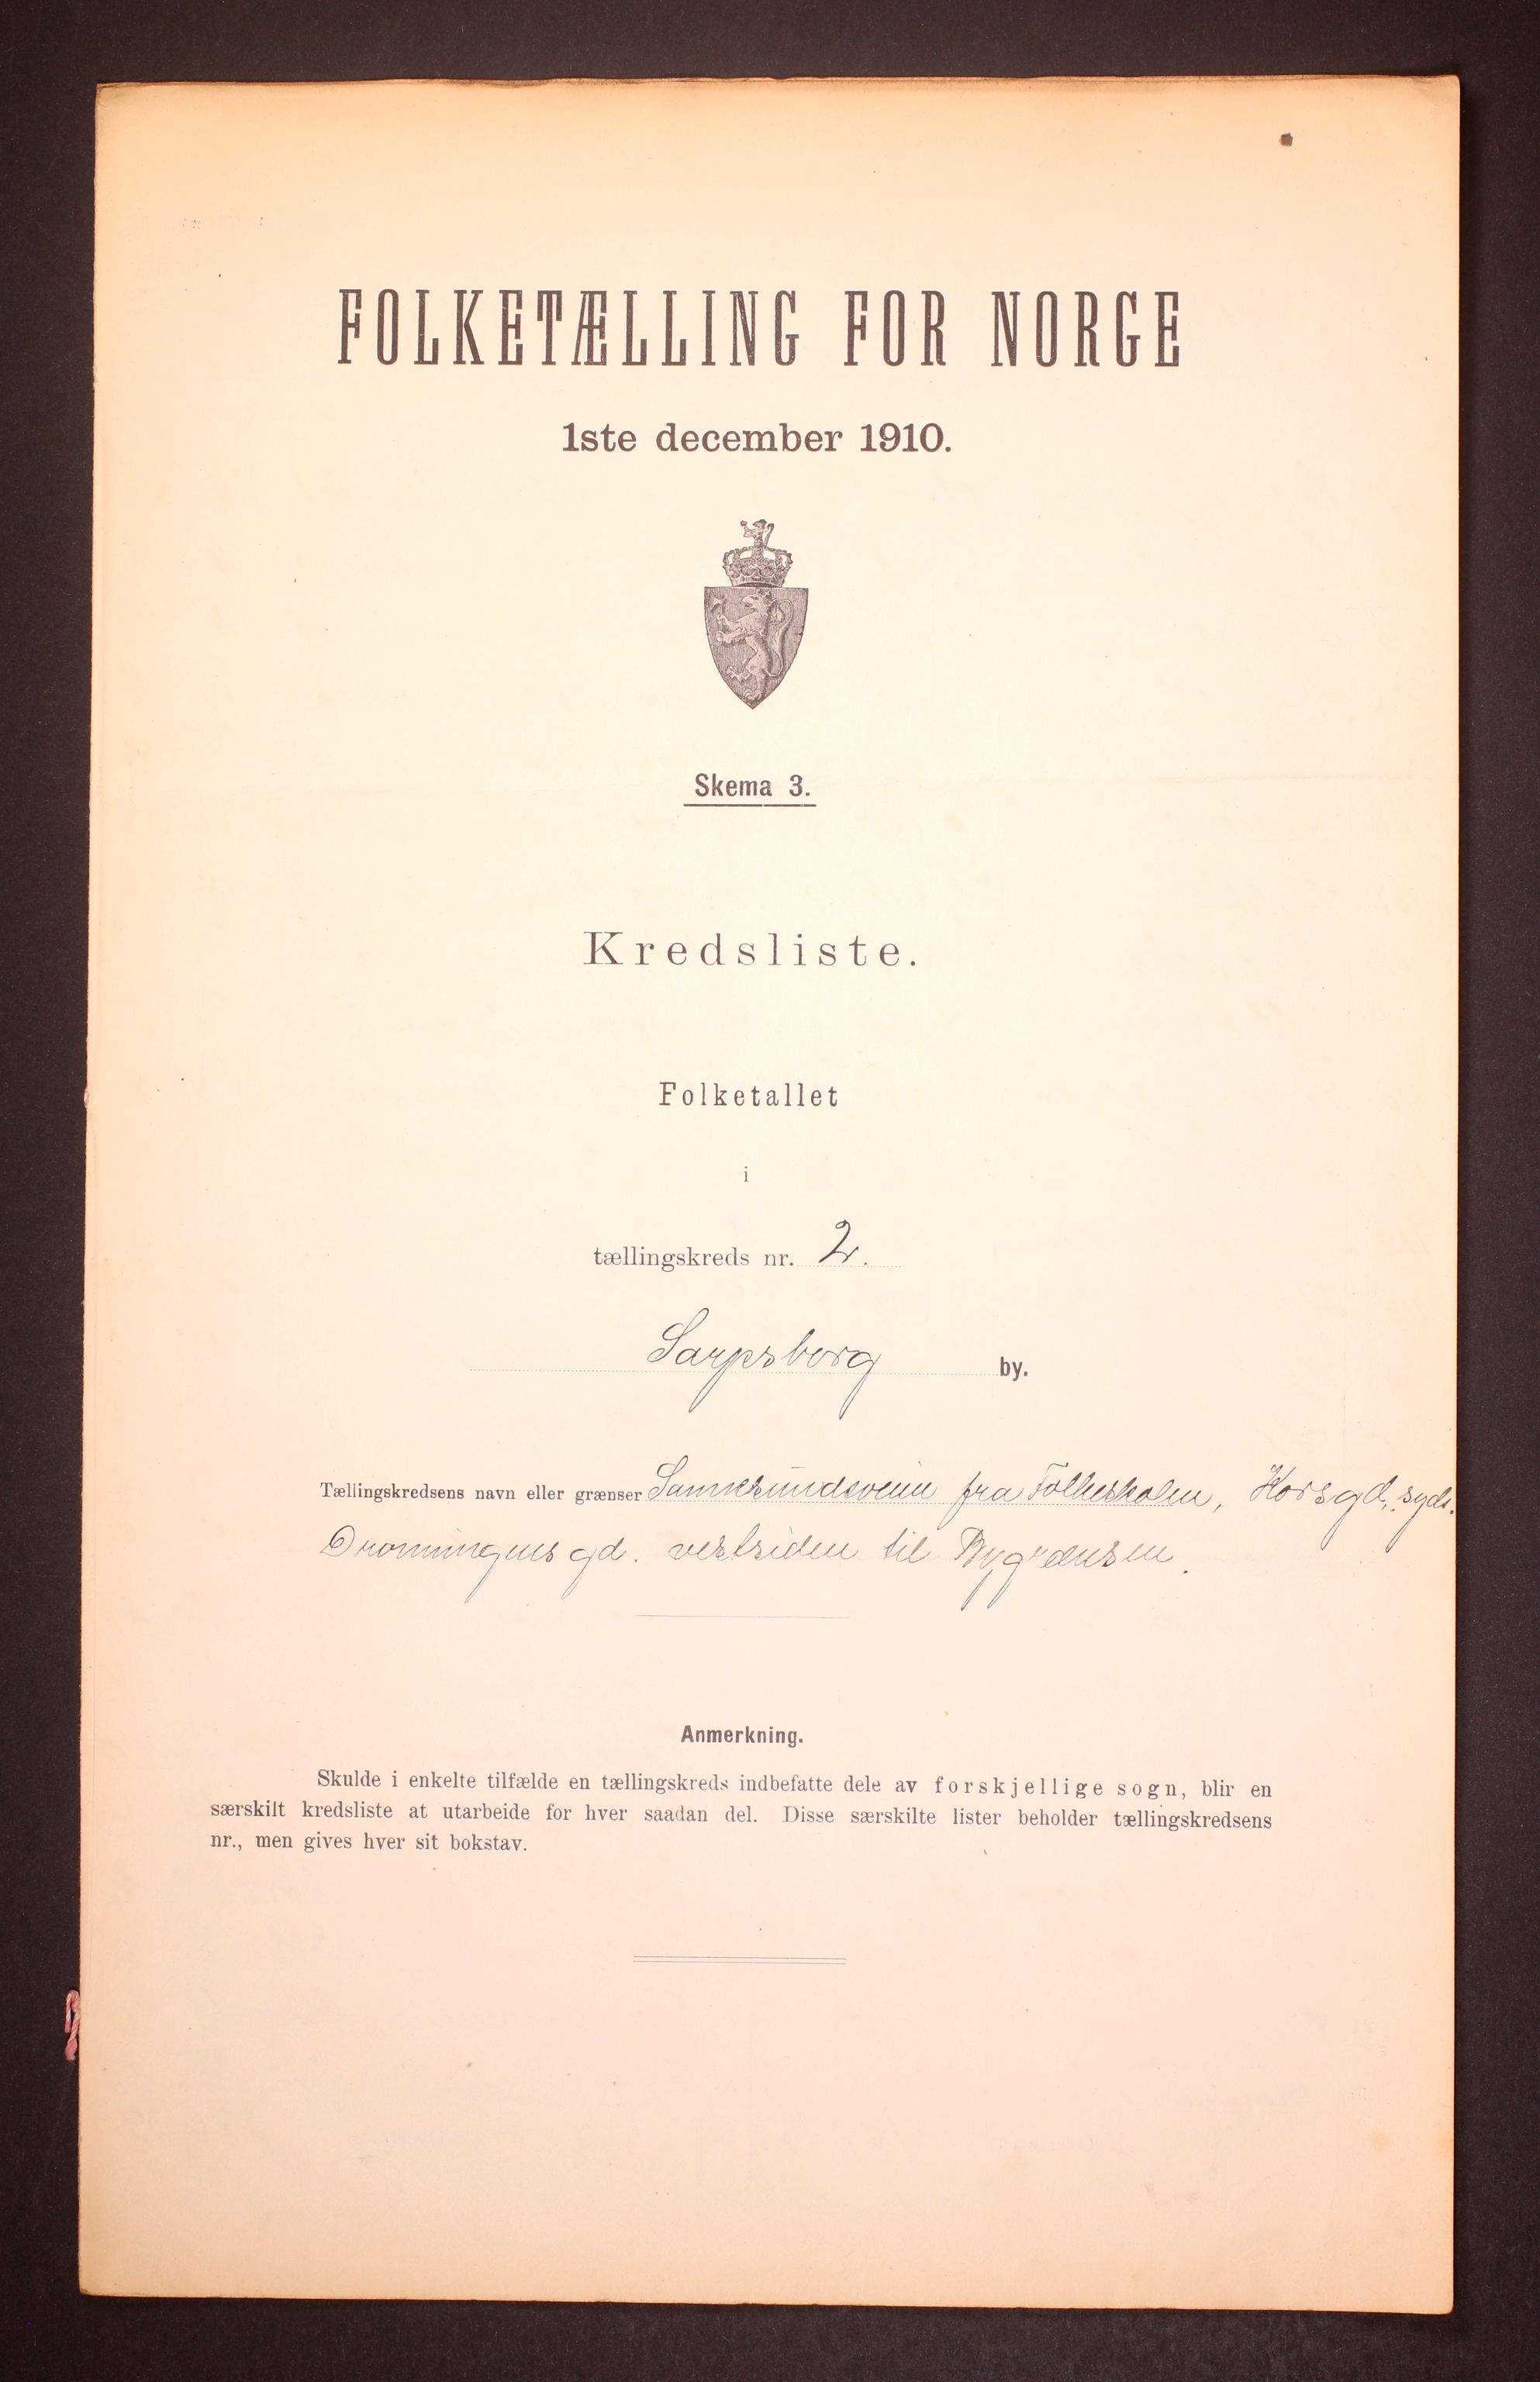 FOLKETÆLLING FOR NORGE
1ste december 1910.
Skema 3.
Kredsliste.
Folketallet
i
tællingskreds nr. 2.
Sarpsborg by.
Tællingskredsens navn eller grænser Sannesundsveien fra Folkeskolen, Korsgd. syds.
Dronningens gd. vestsiden til Bygrænsen.
Anmerkning.
Skulde i enkelte tilfælde en tællingskreds indbefatte dele av forskjellige sogn, blir en
særskilt kredsliste at utarbeide for hver saadan del. Disse særskilte lister beholder tællingskredsens
nr., men gives hver sit bokstav.